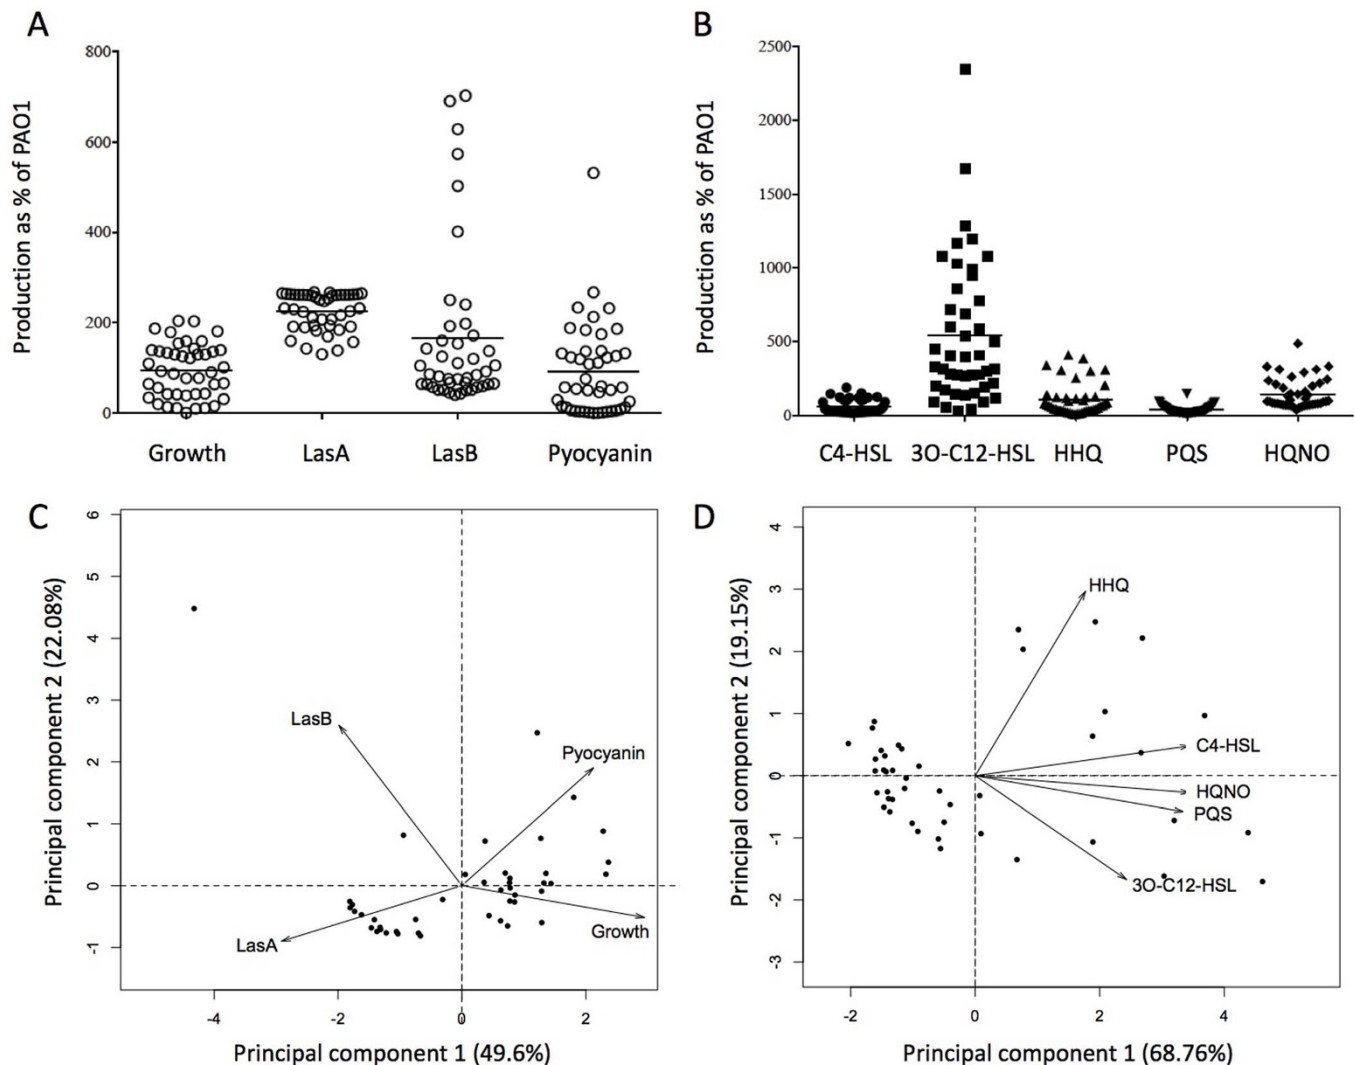 A
Production as % of PAO1
800
600
400
200
0
Growth
LasA
LasB
Pyocyanin
B
Production as % of PAO1
2500
2000
1500
1000
500
0
C4-HSL
3O-C12-HSL
HHQ
PQS
HQNO
C
Principal component 2 (22.08%)
6
5
4
3
2
1
0
-1
LasB
Pyocyanin
LasA
Growth
-4
-2
0
2
Principal component 1 (49.6%)
D
Principal component 2 (19.15%)
4
3
2
1
0
-1
-2
-3
HHQ
C4-HSL
HQNO
PQS
3O-C12-HSL
-2
0
2
4
Principal component 1 (68.76%)